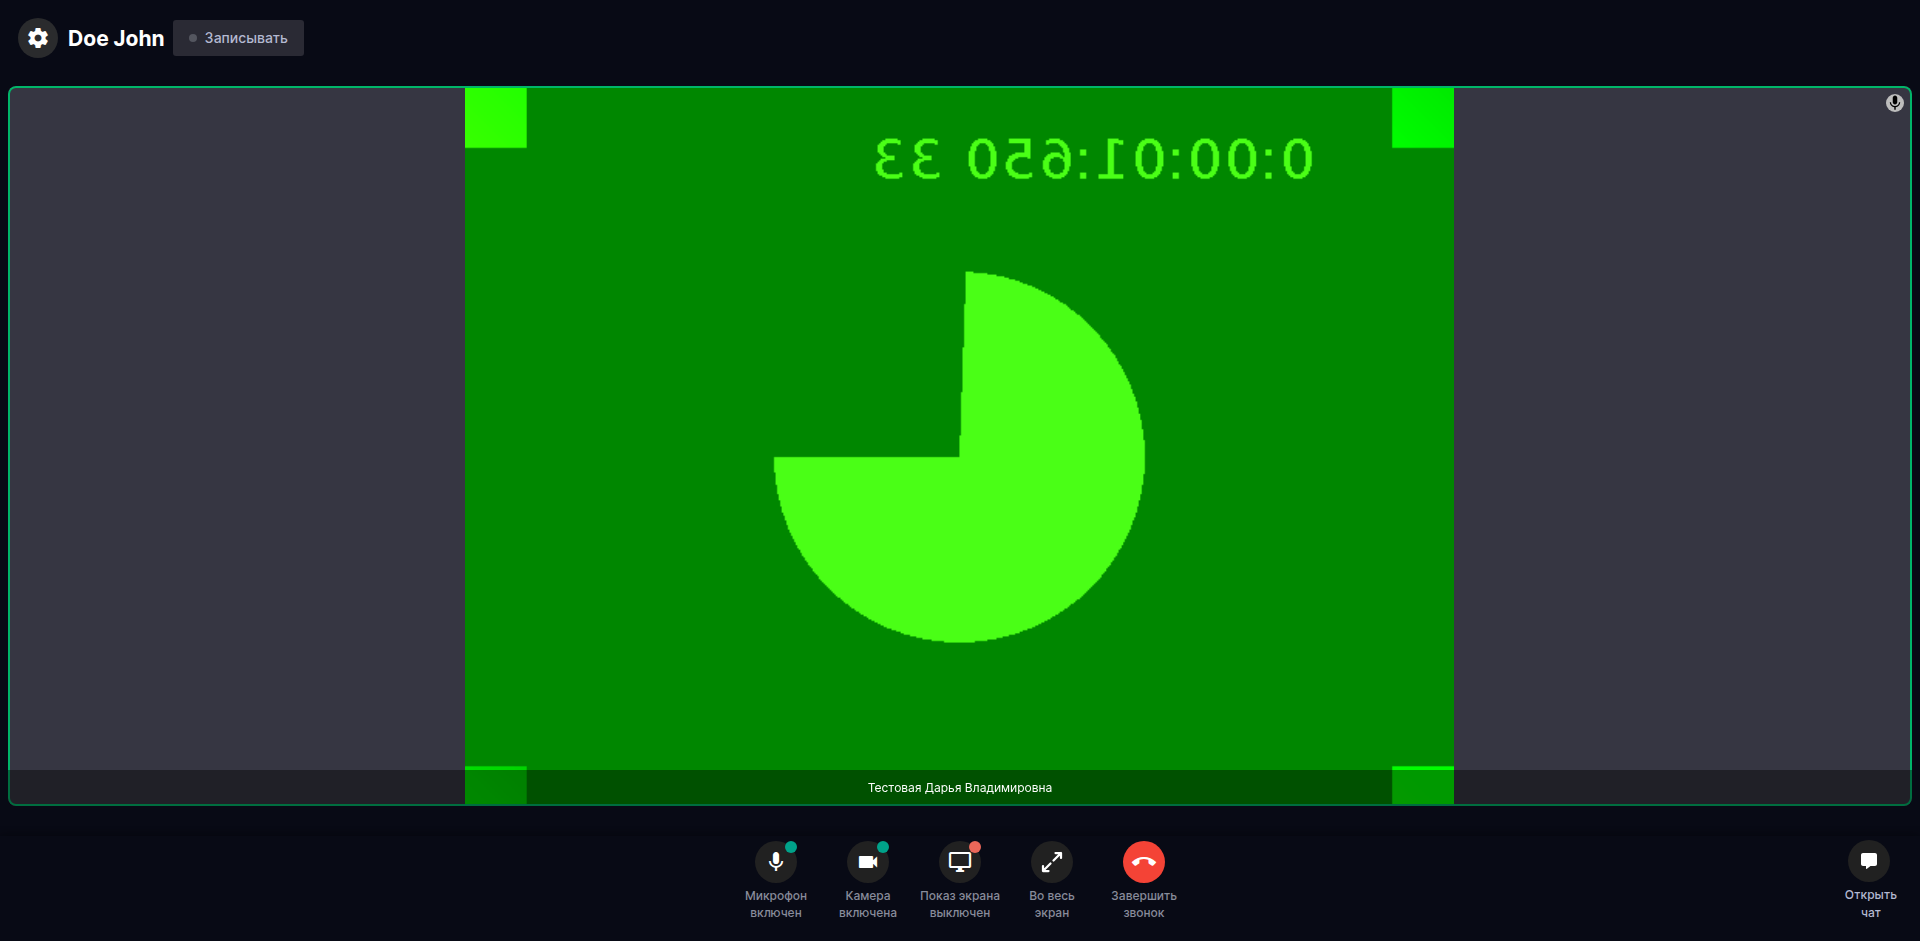 Doe John
Записывать
0:00:01:650 33
Тестовая Дарья Владимировна
Микрофон
включен
Камера
включена
Показ экрана
выключен
Во весь
экран
Завершить
звонок
Открыть
чат